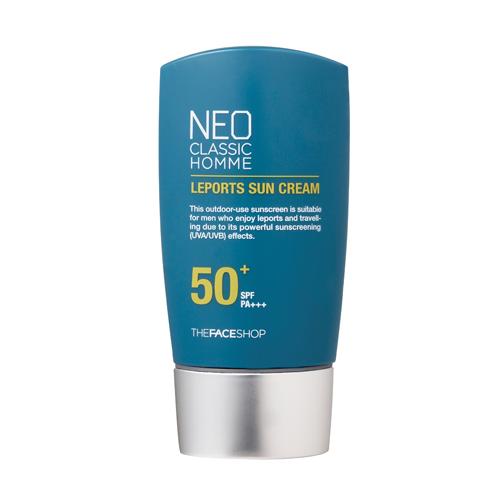 NEO
CLASSIC
HOMME
LEPORTS SUN CREAM
This outdoor-use sunscreen is suitable
for men who enjoy leports and travell-
ing due to its powerful sunscreening
(UVA/UVB) effects.
50+
SPF
PA+++
THEFACESHOP